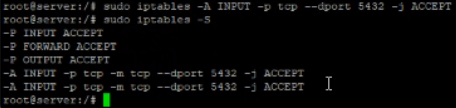 root@server:/# sudo iptables -A INPUT -p tcp --dport 5432 -j ACCEPT
root@server:/# sudo iptables -S
-P INPUT ACCEPT
-P FORWARD ACCEPT
-P OUTPUT ACCEPT
-A INPUT -p tcp -m tcp --dport 5432 -j ACCEPT
-A INPUT -p tcp -m tcp --dport 5432 -j ACCEPT
root@server:/#